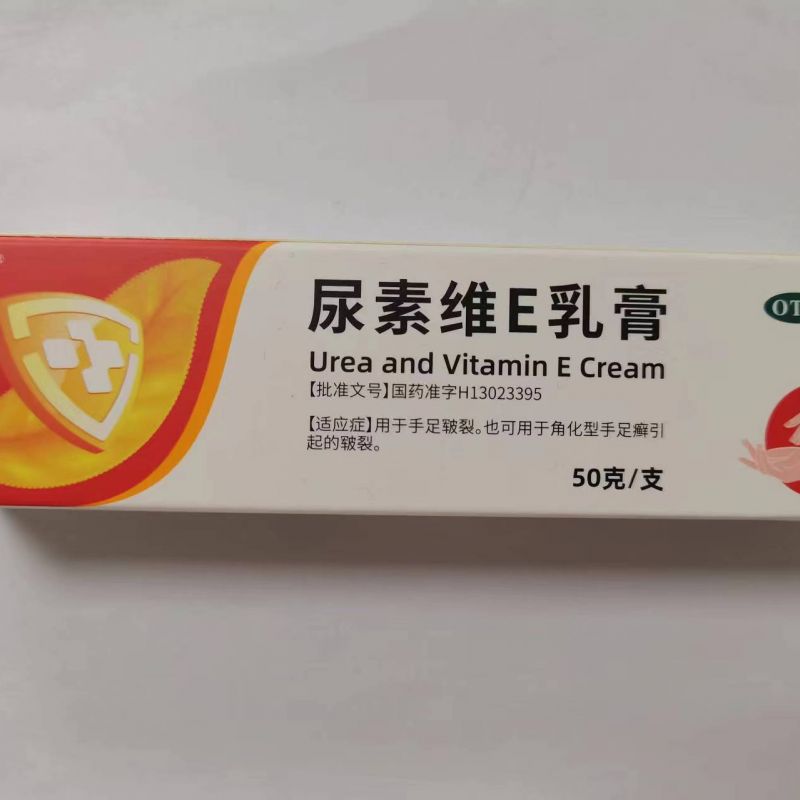 尿素维E乳膏
Urea and Vitamin E Cream
【批准文号】国药准字H13023395
【适应症】用于手足皲裂。也可用于角化型手足癣引
起的皲裂。
50克/支
OT